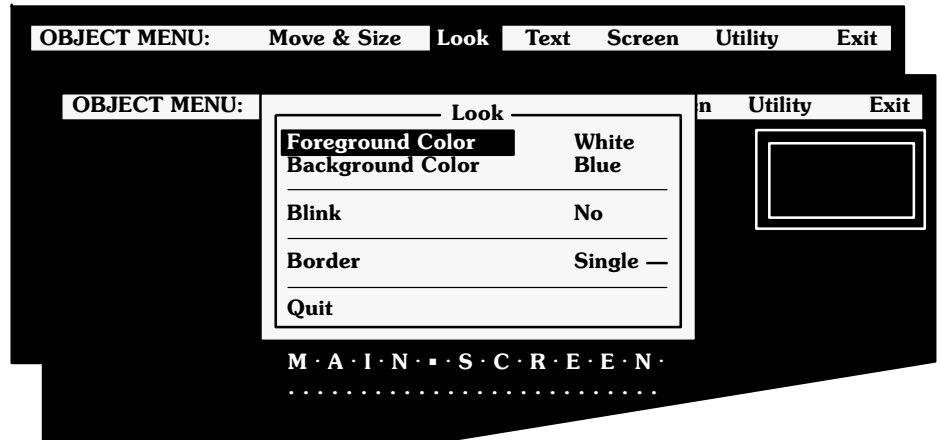 OBJECT MENU: Move & Size Look Text Screen Utility Exit
OBJECT MENU: n Utility Exit
Look
Foreground Color White
Background Color Blue
Blink No
Border Single —
Quit
M · A · I · N · ▪ · S · C · R · E · E · N ·
· · · · · · · · · · · · · · · · · · · · · · · · · ·